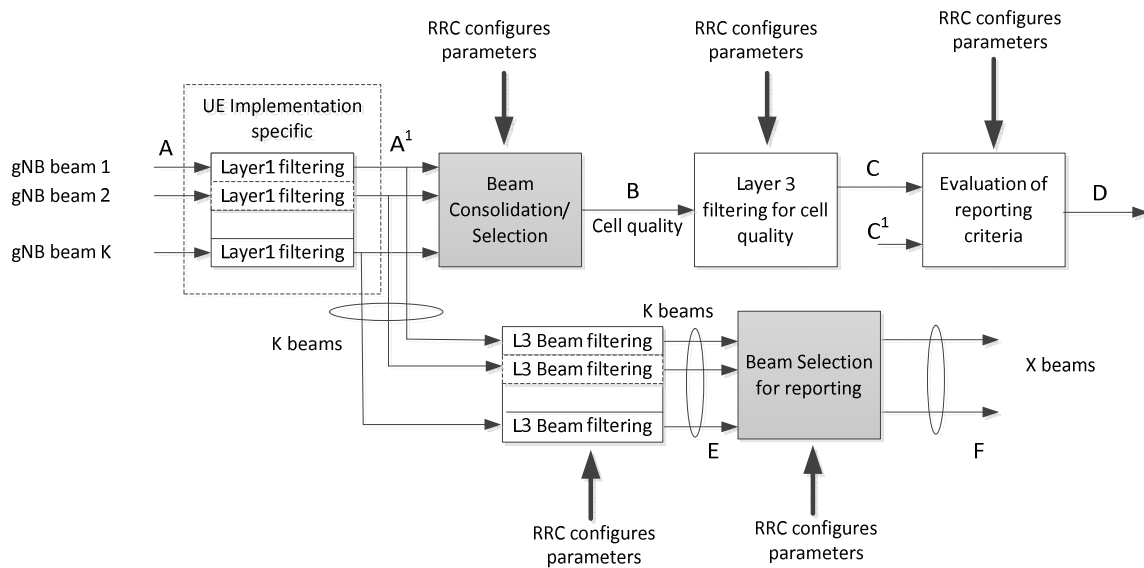 RRC configures
parameters
RRC configures
parameters
RRC configures
parameters
UE Implementation
specific
A
A¹
gNB beam 1
gNB beam 2
gNB beam K
Layer1 filtering
Layer1 filtering
Layer1 filtering
Beam
Consolidation/
Selection
B
Cell quality
Layer 3
filtering for cell
quality
C
C¹
Evaluation of
reporting
criteria
D
K beams
L3 Beam filtering
L3 Beam filtering
L3 Beam filtering
K beams
E
Beam Selection
for reporting
X beams
F
RRC configures
parameters
RRC configures
parameters